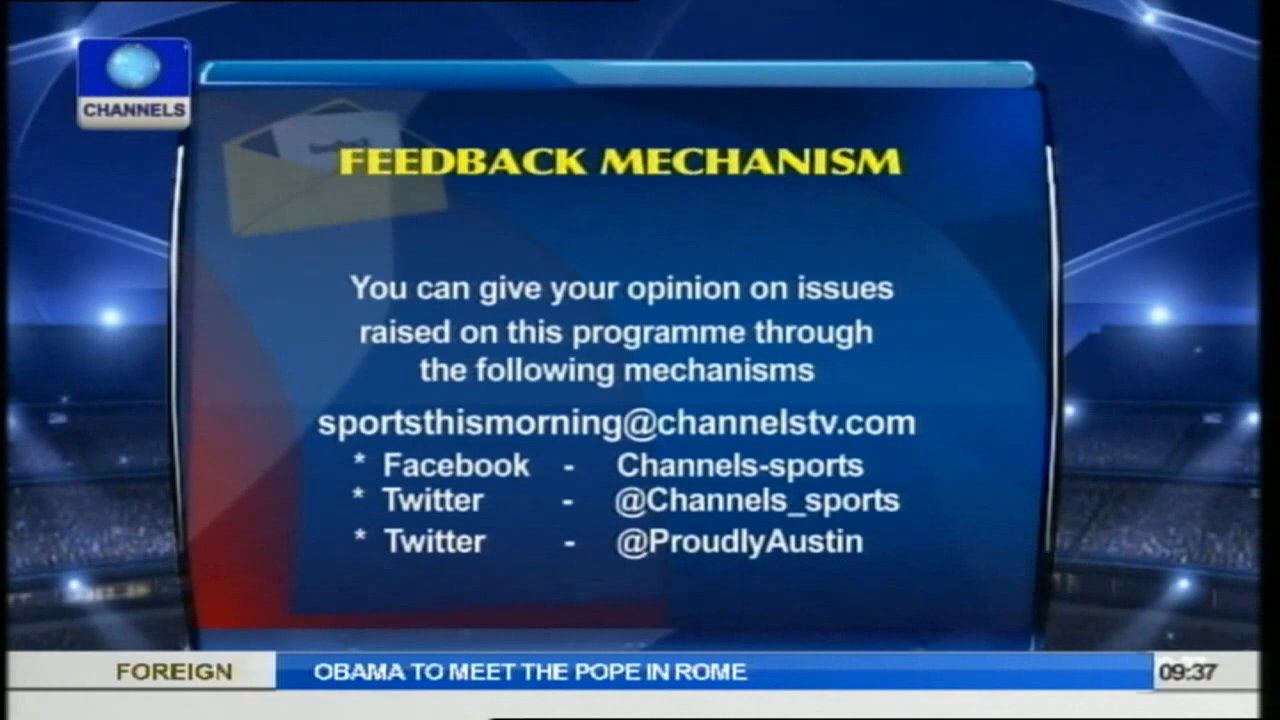 CHANNELS
FEEDBACK MECHANISM
You can give your opinion on issues
raised on this programme through
the following mechanisms
sportsthismorning@channelstv.com
* Facebook - Channels-sports
* Twitter - @Channels_sports
* Twitter - @ProudlyAustin
FOREIGN OBAMA TO MEET THE POPE IN ROME 09:37